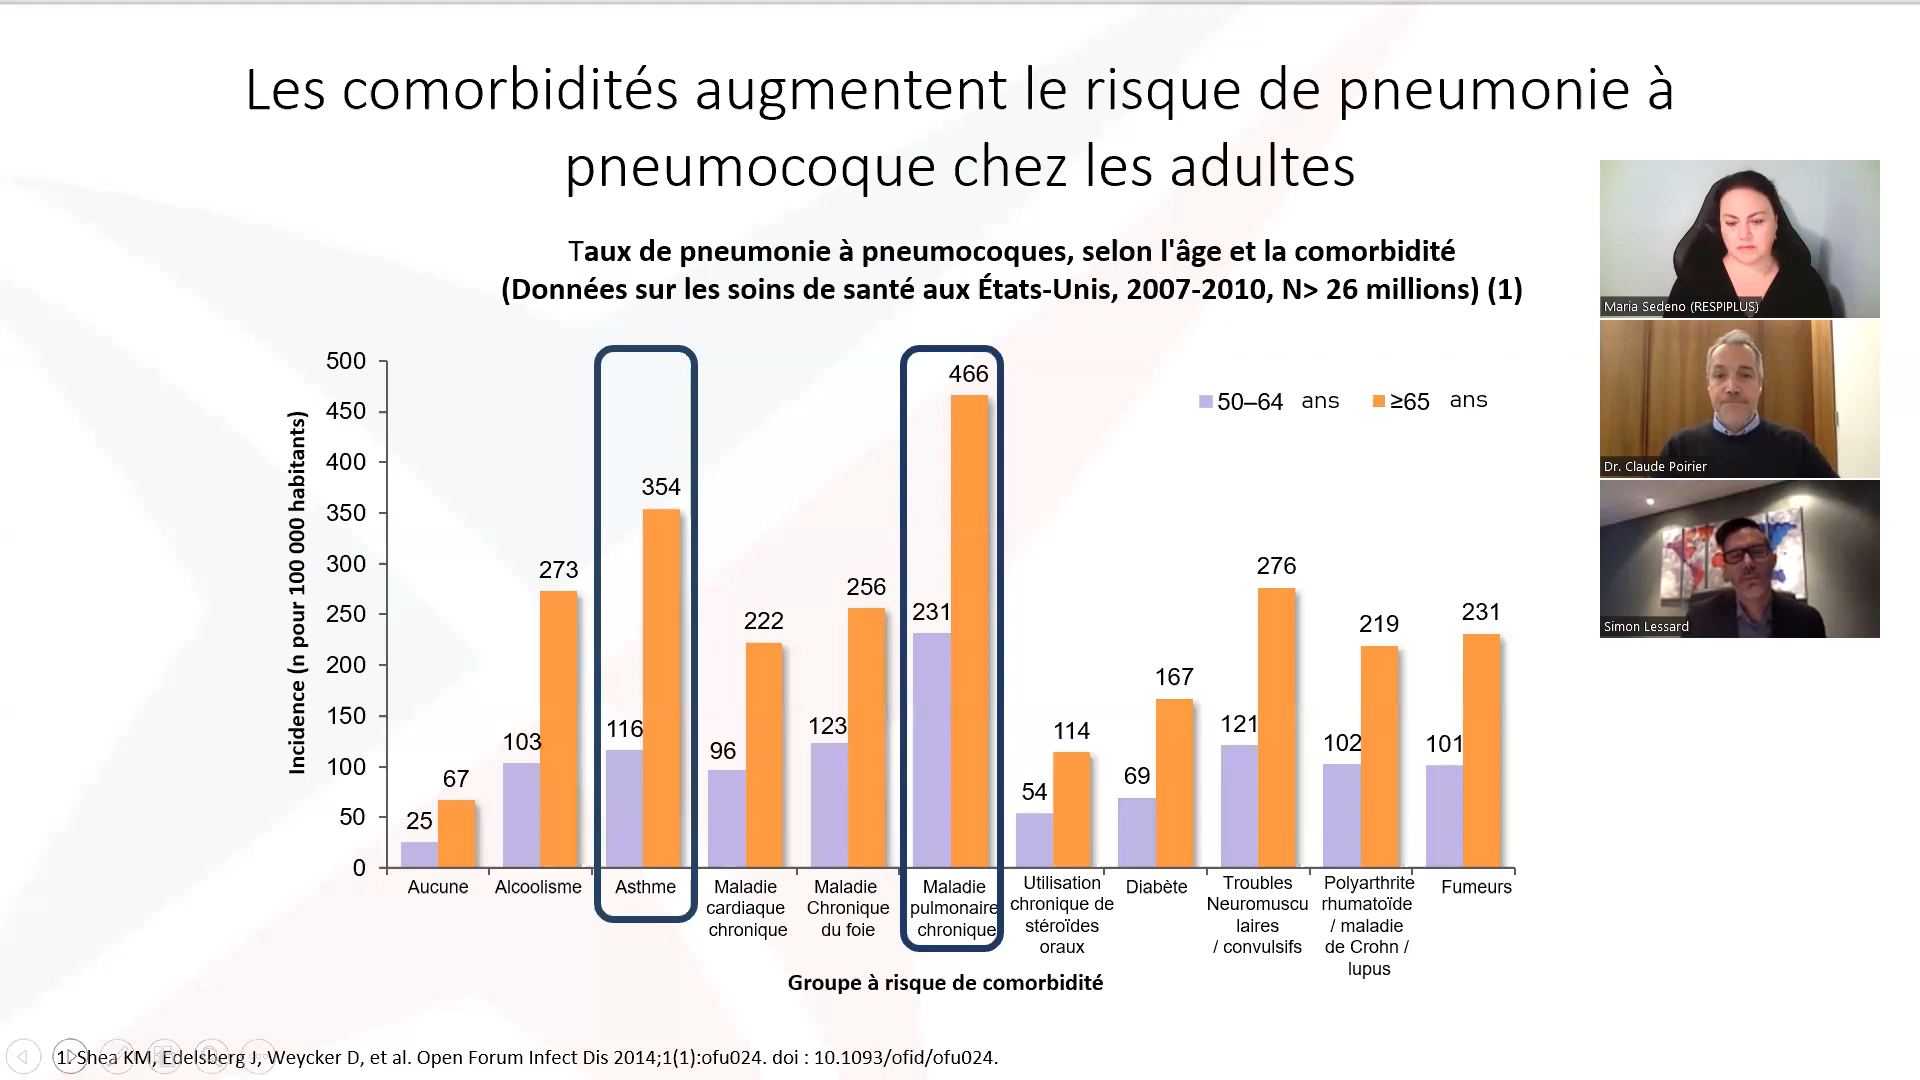 Les comorbidités augmentent le risque de pneumonie à
pneumocoque chez les adultes
Taux de pneumonie à pneumocoques, selon l'âge et la comorbidité
(Données sur les soins de santé aux États-Unis, 2007-2010, N> 26 millions) (1)
Maria Sedeno (RESPIPLUS)
Dr. Claude Poirier
Simon Lessard
50–64 ans
≥65 ans
Incidence (n pour 100 000 habitants)
500
450
400
350
300
250
200
150
100
50
0
25
67
103
273
116
354
96
222
123
256
231
466
54
114
69
167
121
276
102
219
101
231
Aucune
Alcoolisme
Asthme
Maladie
cardiaque
chronique
Maladie
Chronique
du foie
Maladie
pulmonaire
chronique
Utilisation
chronique de
stéroïdes
oraux
Diabète
Troubles
Neuromuscu
laires
/ convulsifs
Polyarthrite
rhumatoïde
/ maladie
de Crohn /
lupus
Fumeurs
Groupe à risque de comorbidité
1. Shea KM, Edelsberg J, Weycker D, et al. Open Forum Infect Dis 2014;1(1):ofu024. doi : 10.1093/ofid/ofu024.